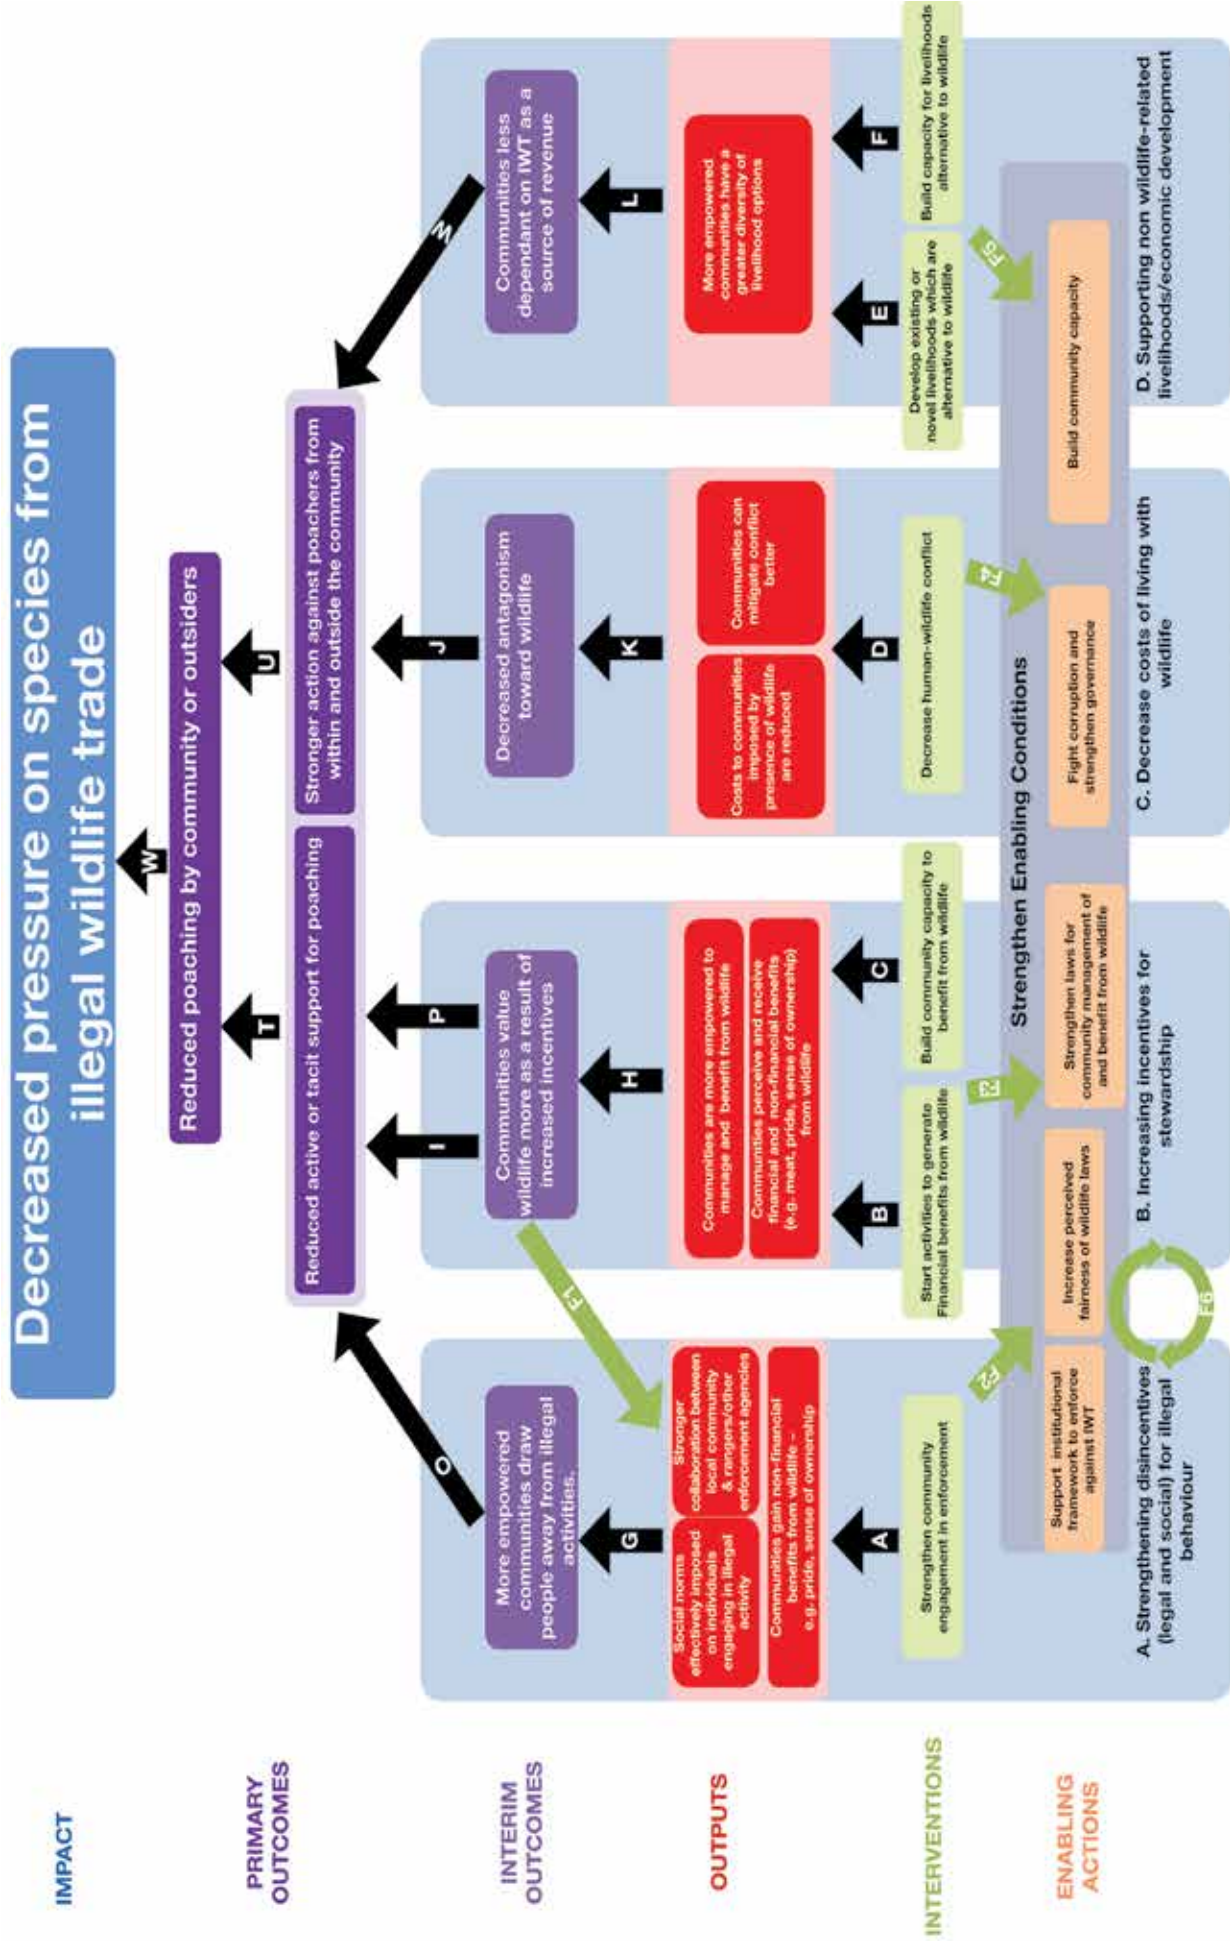 Decreased pressure on species from
illegal wildlife trade
IMPACT
W
Reduced poaching by community or outsiders
PRIMARY
OUTCOMES
T
U
Reduced active or tacit support for poaching
Stronger action against poachers from
within and outside the community
O
I
P
J
W
INTERIM
OUTCOMES
More empowered
communities draw
people away from illegal
activities.
Communities value
wildlife more as a result of
increased incentives
Decreased antagonism
toward wildlife
Communities less
dependant on IWT as a
source of revenue
F1
G
H
K
L
OUTPUTS
Social norms
effectively imposed
on individuals
engaging in illegal
activity
Stronger
collaboration between
local community
& rangers/other
enforcement agencies
Communities gain non-financial
benefits from wildlife –
e.g. pride, sense of ownership
Communities are more empowered to
manage and benefit from wildlife
Communities perceive and receive
financial and non-financial benefits
(e.g. meat, pride, sense of ownership)
from wildlife
Costs to communities
imposed by
presence of wildlife
are reduced
Communities can
mitigate conflict
better
More empowered
communities have a
greater diversity of
livelihood options
A
B
C
D
E
F
INTERVENTIONS
Strengthen community
engagement in enforcement
Start activities to generate
Financial benefits from wildlife
Build community capacity to
benefit from wildlife
Decrease human-wildlife conflict
Develop existing or
novel livelihoods which are
alternative to wildlife
Build capacity for livelihoods
alternative to wildlife
F2
F4
F5
Strengthen Enabling Conditions
ENABLING
ACTIONS
Support institutional
framework to enforce
against IWT
Increase perceived
fairness of wildlife laws
Strengthen laws for
community management of
and benefit from wildlife
Fight corruption and
strengthen governance
Build community capacity
A. Strengthening disincentives
(legal and social) for illegal
behaviour
F6
B. Increasing incentives for
stewardship
C. Decrease costs of living with
wildlife
D. Supporting non wildlife-related
livelihoods/economic development